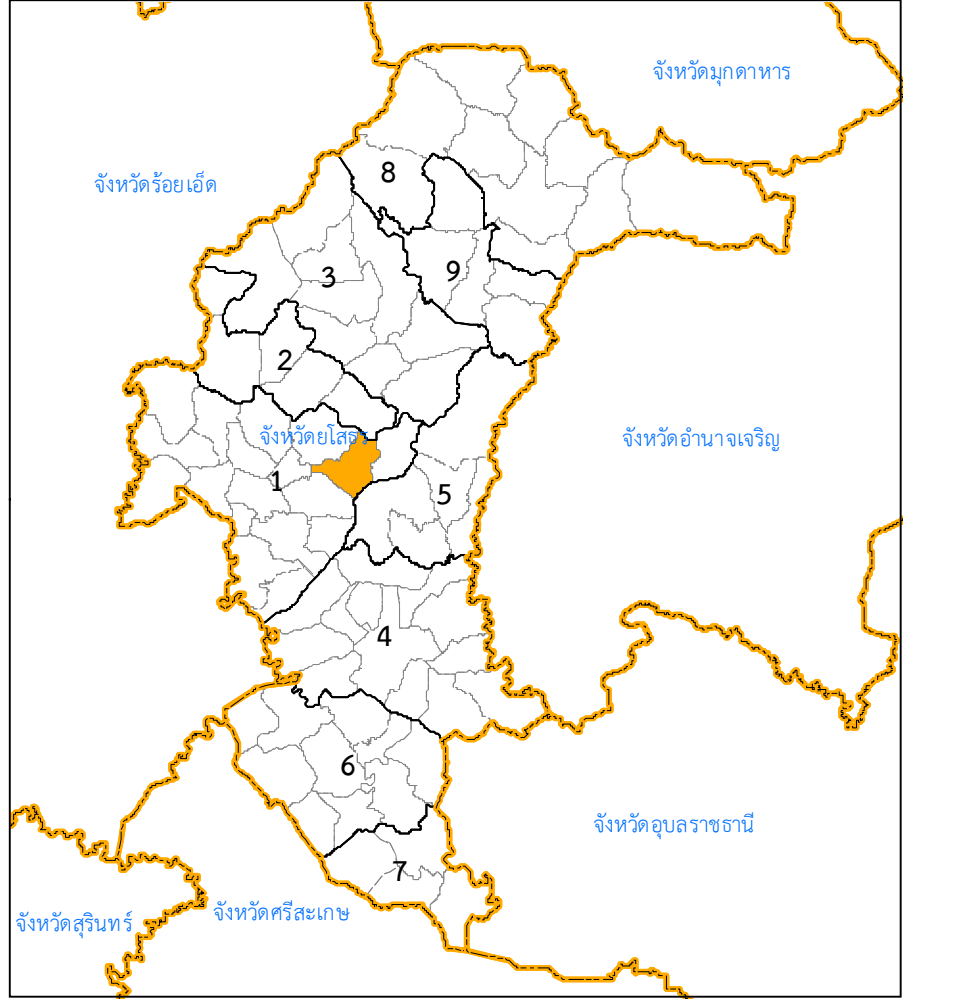 จังหวัดมุกดาหาร
จังหวัดร้อยเอ็ด
8
9
3
2
จังหวัดยโสธร
จังหวัดอำนาจเจริญ
1
5
4
6
จังหวัดอุบลราชธานี
7
จังหวัดศรีสะเกษ
จังหวัดสุรินทร์